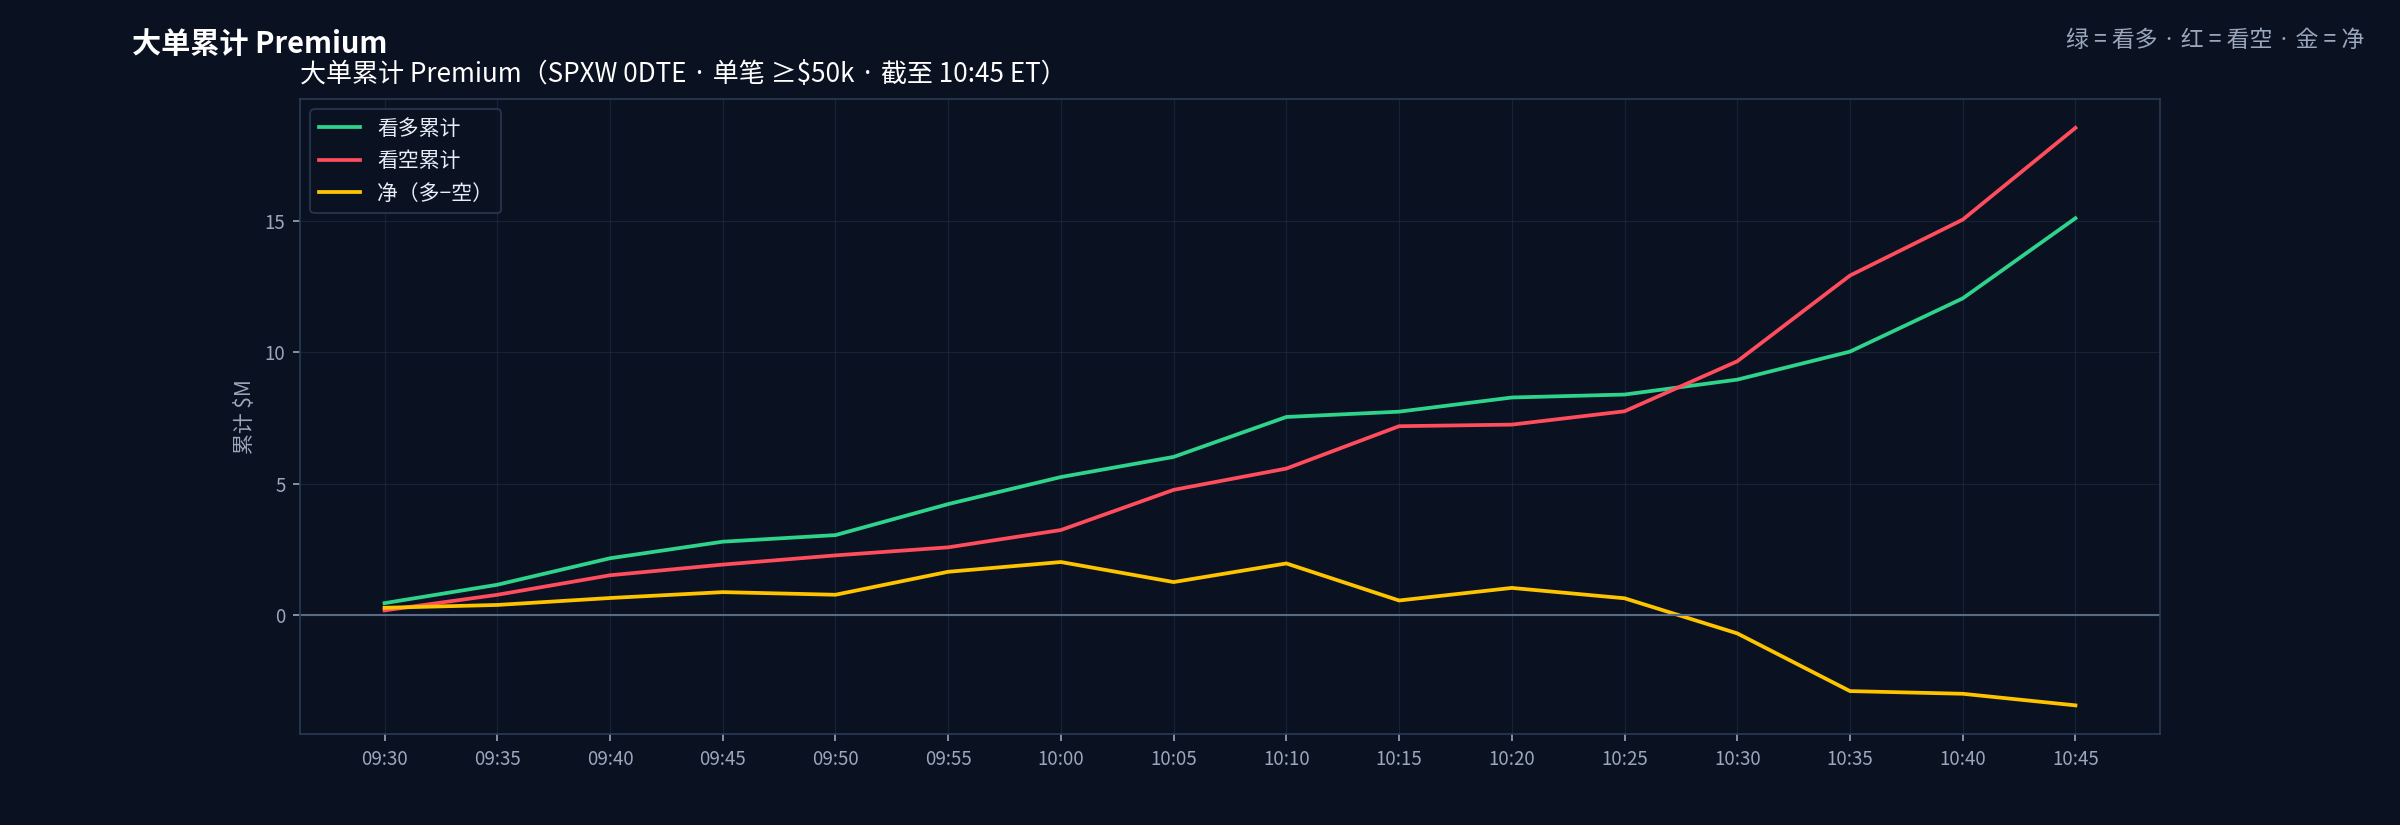 大单累计 Premium
绿 = 看多 · 红 = 看空 · 金 = 净
大单累计 Premium（SPXW 0DTE · 单笔 ≥$50k · 截至 10:45 ET）
看多累计
看空累计
净（多−空）
15
10
5
0
累计 $M
09:30 09:35 09:40 09:45 09:50 09:55 10:00 10:05 10:10 10:15 10:20 10:25 10:30 10:35 10:40 10:45